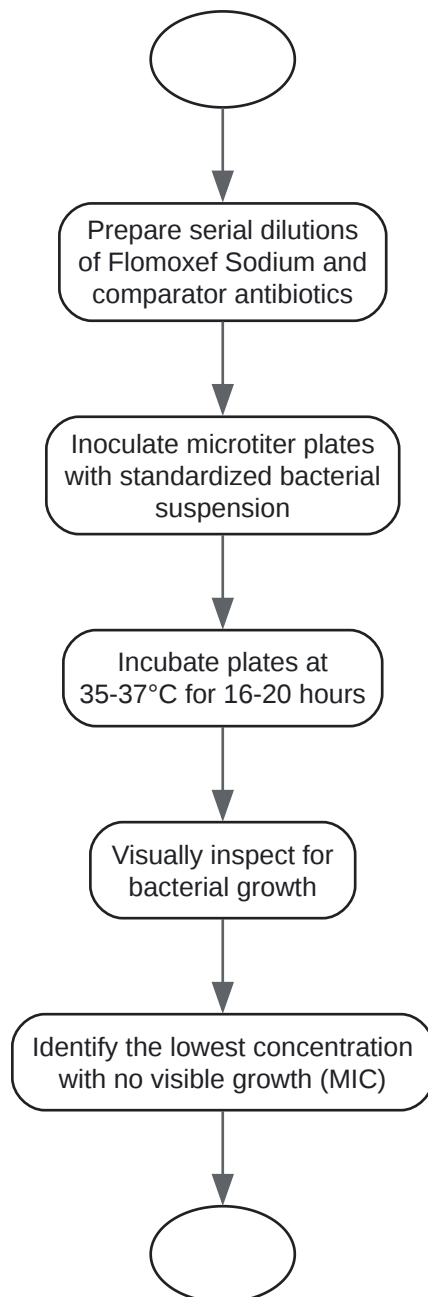 Prepare serial dilutions
of Flomoxef Sodium and
comparator antibiotics
Inoculate microtiter plates
with standardized bacterial
suspension
Incubate plates at
35-37°C for 16-20 hours
Visually inspect for
bacterial growth
Identify the lowest concentration
with no visible growth (MIC)